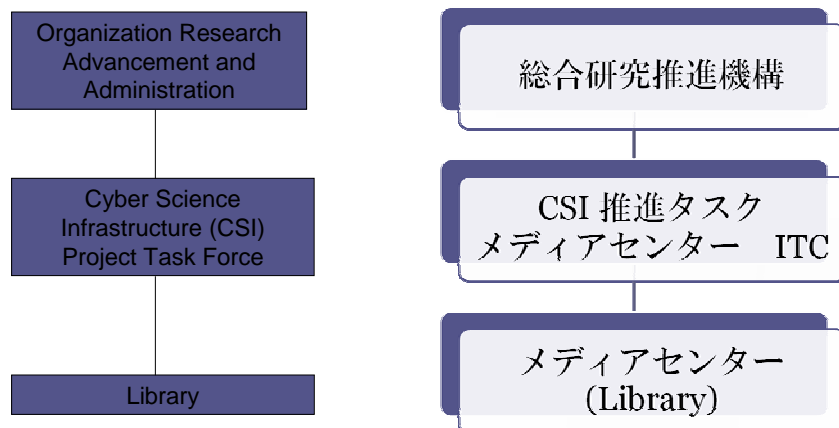 Organization Research
Advancement and
Administration
Cyber Science
Infrastructure (CSI)
Project Task Force
Library
総合研究推進機構
CSI 推進タスク
メディアセンター　ITC
メディアセンター
(Library)